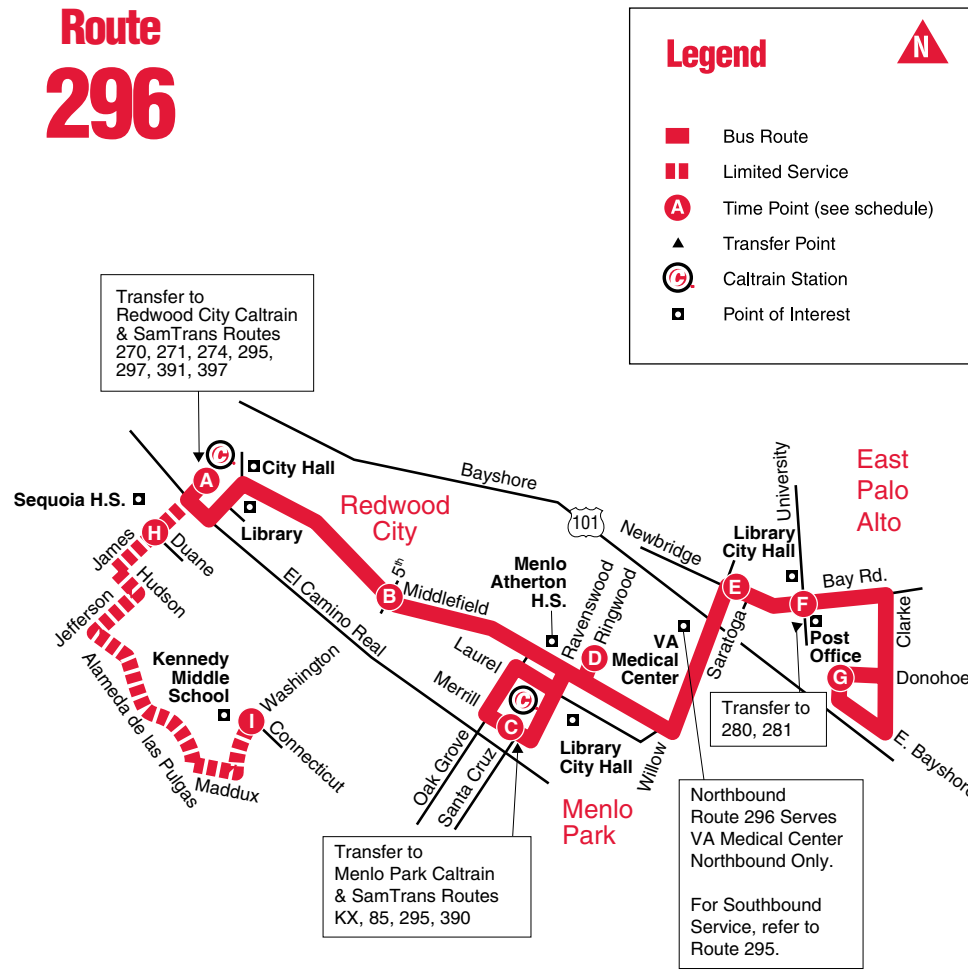 Route
296
Legend
N
Bus Route
Limited Service
A
Time Point (see schedule)
Transfer Point
C
Caltrain Station
Point of Interest
Transfer to
Redwood City Caltrain
& SamTrans Routes
270, 271, 274, 295,
297, 391, 397
C
A
City Hall
Sequoia H.S.
Library
H
James
Duane
Hudson
Jefferson
Alameda de las Pulgas
Kennedy
Middle
School
I
Washington
Connecticut
Maddux
Redwood
City
El Camino Real
5th
B
Middlefield
Bayshore
101
Menlo
Atherton
H.S.
Ravenswood
Ringwood
D
Laurel
Merrill
C
C
Oak Grove
Santa Cruz
Library
City Hall
Menlo
Park
VA
Medical
Center
Willow
Newbridge
Saratoga
E
Library
City Hall
University
East
Palo
Alto
Bay Rd.
F
Post
Office
Clarke
G
Donohoe
E. Bayshore
Transfer to
280, 281
Transfer to
Menlo Park Caltrain
& SamTrans Routes
KX, 85, 295, 390
Northbound
Route 296 Serves
VA Medical Center
Northbound Only.
For Southbound
Service, refer to
Route 295.